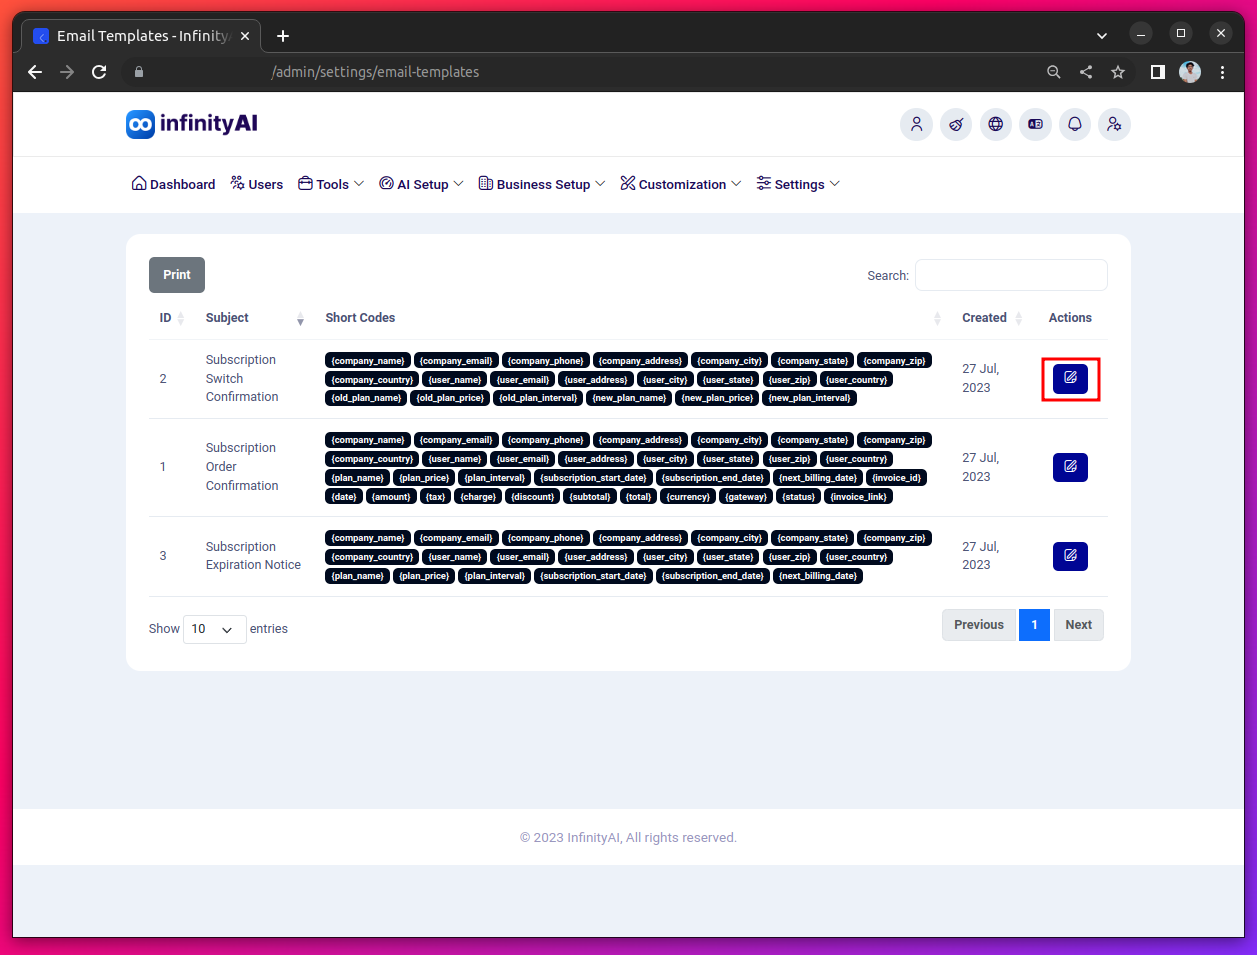 Email Templates - Infinity
/admin/settings/email-templates
infinityAI
Dashboard Users Tools AI Setup Business Setup Customization Settings
Print
Search:
ID Subject Short Codes Created Actions
2
Subscription
Switch
Confirmation
{company_name} {company_email} {company_phone} {company_address} {company_city} {company_state} {company_zip}
{company_country} {user_name} {user_email} {user_address} {user_city} {user_state} {user_zip} {user_country}
{old_plan_name} {old_plan_price} {old_plan_interval} {new_plan_name} {new_plan_price} {new_plan_interval}
27 Jul,
2023
1
Subscription
Order
Confirmation
{company_name} {company_email} {company_phone} {company_address} {company_city} {company_state} {company_zip}
{company_country} {user_name} {user_email} {user_address} {user_city} {user_state} {user_zip} {user_country}
{plan_name} {plan_price} {plan_interval} {subscription_start_date} {subscription_end_date} {next_billing_date} {invoice_id}
{date} {amount} {tax} {charge} {discount} {subtotal} {total} {currency} {gateway} {status} {invoice_link}
27 Jul,
2023
3
Subscription
Expiration Notice
{company_name} {company_email} {company_phone} {company_address} {company_city} {company_state} {company_zip}
{company_country} {user_name} {user_email} {user_address} {user_city} {user_state} {user_zip} {user_country}
{plan_name} {plan_price} {plan_interval} {subscription_start_date} {subscription_end_date} {next_billing_date}
27 Jul,
2023
Show 10 entries
Previous 1 Next
© 2023 InfinityAI, All rights reserved.